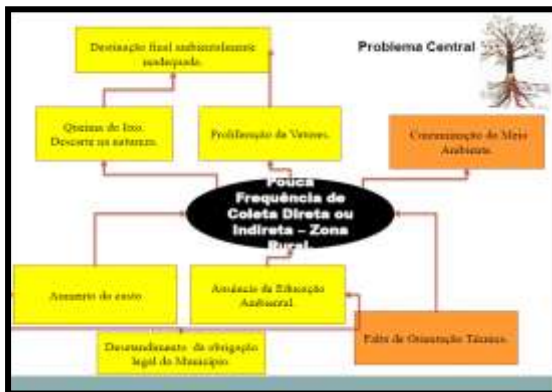 Problema Central
Destinação final ambientalmente
inadequada.
Queima do lixo.
Descarte na natureza.
Proliferação de Vetores.
Contaminação do Meio
Ambiente.
Pouca
Frequência de
Coleta Direta ou
Indireta – Zona
Rural.
Aumento do custo
Ausência de Educação
Ambiental.
Desatendimento da obrigação
legal do Município.
Falta de Orientação Técnica.